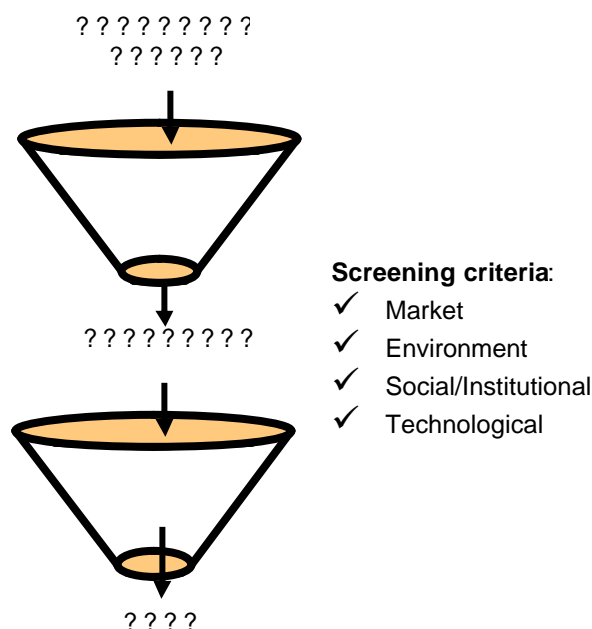 ? ? ? ? ? ? ? ? ?
? ? ? ? ? ?
? ? ? ? ? ? ? ? ?
Screening criteria:
✓ Market
✓ Environment
✓ Social/Institutional
✓ Technological
? ? ? ?